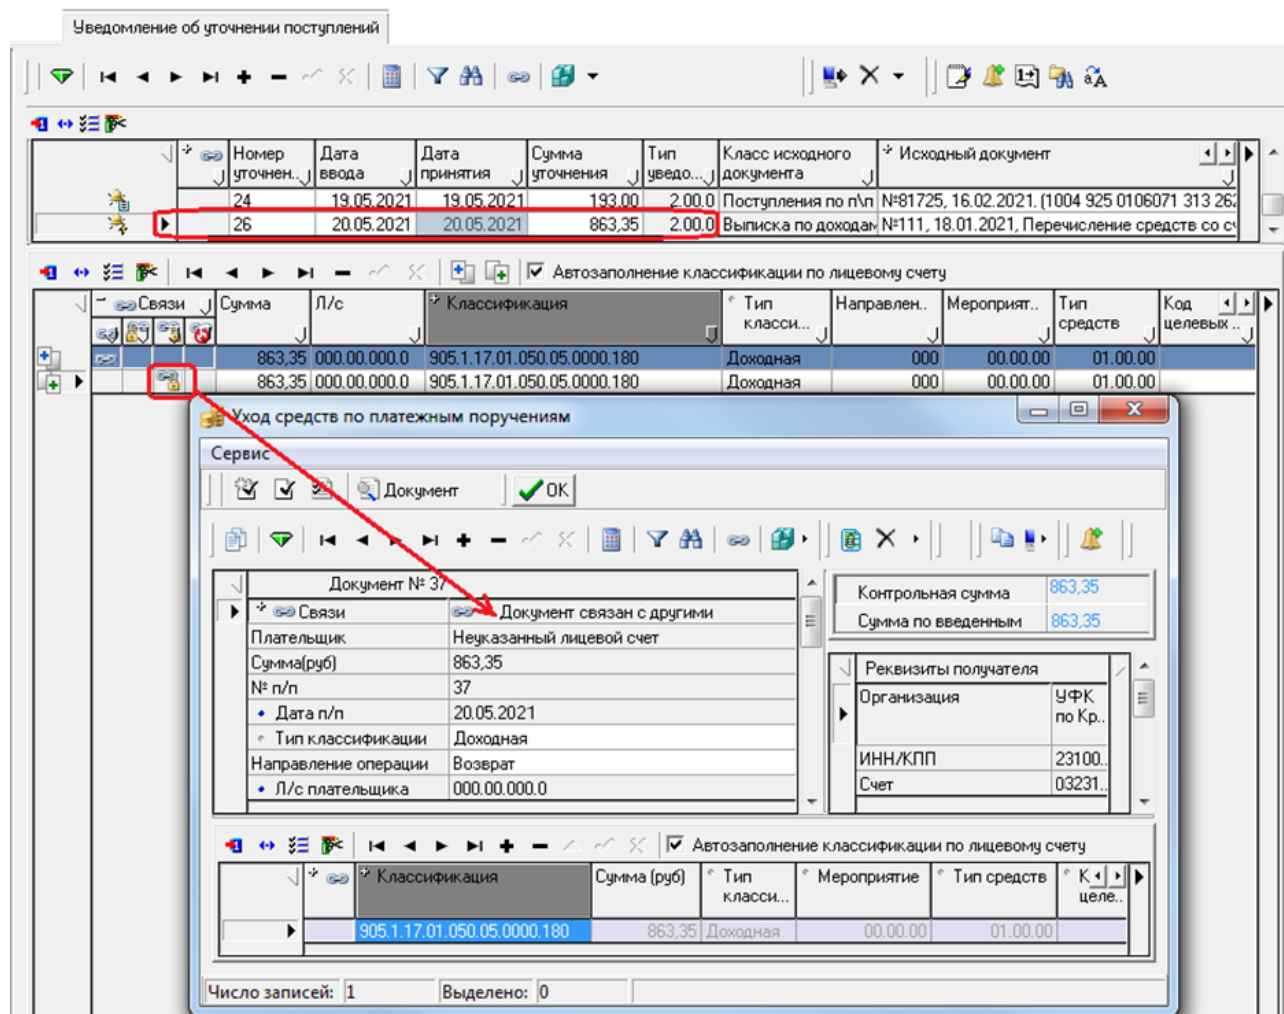 Уведомление об уточнении поступлений
Номер уточнен.. Дата ввода Дата принятия Сумма уточнения Тип уведо... Класс исходного документа Исходный документ
24 19.05.2021 19.05.2021 193.00 2.00.0 Поступления по п\п №81725, 16.02.2021. (1004 925 0106071 313 262
26 20.05.2021 20.05.2021 863,35 2.00.0 Выписка по доходам №111, 18.01.2021, Перечисление средств со сч
Автозаполнение классификации по лицевому счету
Связи Сумма Л/с Классификация Тип класси... Направлен.. Мероприят.. Тип средств Код целевых ..
863,35 000.00.000.0 905.1.17.01.050.05.0000.180 Доходная 000 00.00.00 01.00.00
863,35 000.00.000.0 905.1.17.01.050.05.0000.180 Доходная 000 00.00.00 01.00.00
Уход средств по платежным поручениям
Сервис
Документ OK
Документ № 37
Связи Документ связан с другими
Плательщик Неуказанный лицевой счет
Сумма(руб) 863,35
№ п/п 37
Дата п/п 20.05.2021
Тип классификации Доходная
Направление операции Возврат
Л/с плательщика 000.00.000.0
Контрольная сумма 863,35
Сумма по введенным 863,35
Реквизиты получателя
Организация УФК по Кр..
ИНН/КПП 23100..
Счет 03231..
Автозаполнение классификации по лицевому счету
Классификация Сумма (руб) Тип класси... Мероприятие Тип средств К целе..
905.1.17.01.050.05.0000.180 863,35 Доходная 00.00.00 01.00.00
Число записей: 1 Выделено: 0